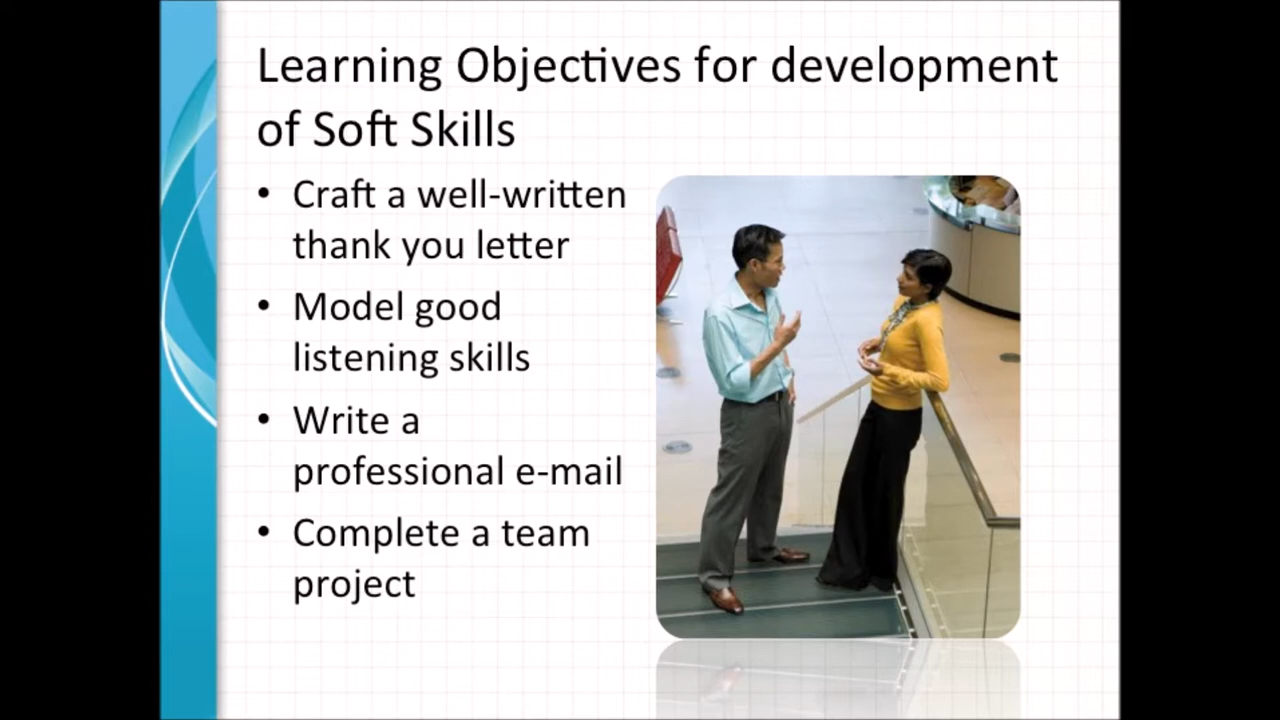 Learning Objectives for development
of Soft Skills
• Craft a well-written
thank you letter
• Model good
listening skills
• Write a
professional e-mail
• Complete a team
project